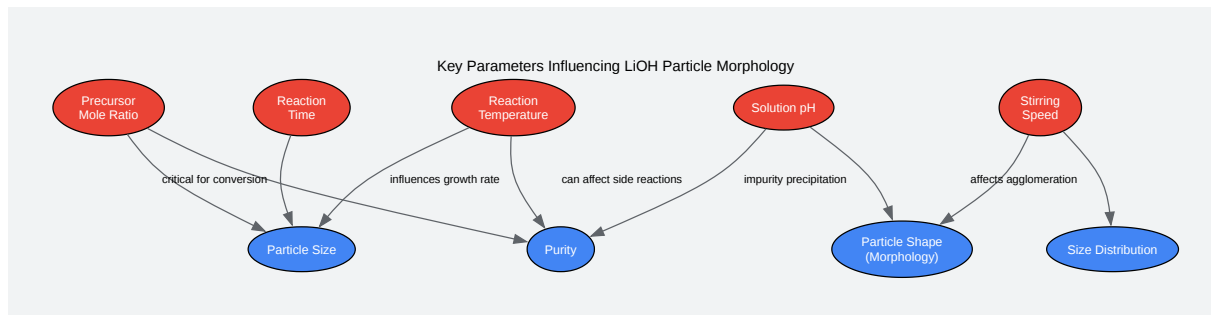 Key Parameters Influencing LiOH Particle Morphology
Precursor
Mole Ratio
Reaction
Time
Reaction
Temperature
Solution pH
Stirring
Speed
critical for conversion
influences growth rate
can affect side reactions
impurity precipitation
affects agglomeration
Particle Size
Purity
Particle Shape
(Morphology)
Size Distribution